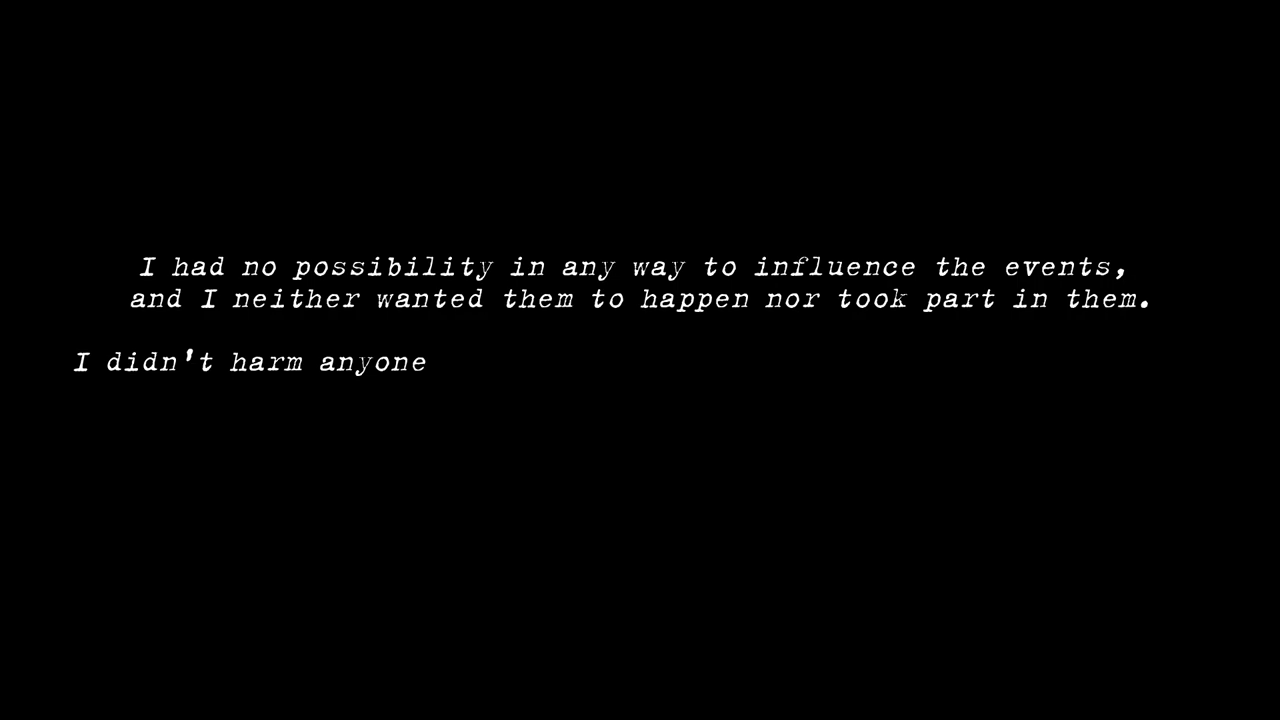 I had no possibility in any way to influence the events,
and I neither wanted them to happen nor took part in them.
I didn't harm anyone